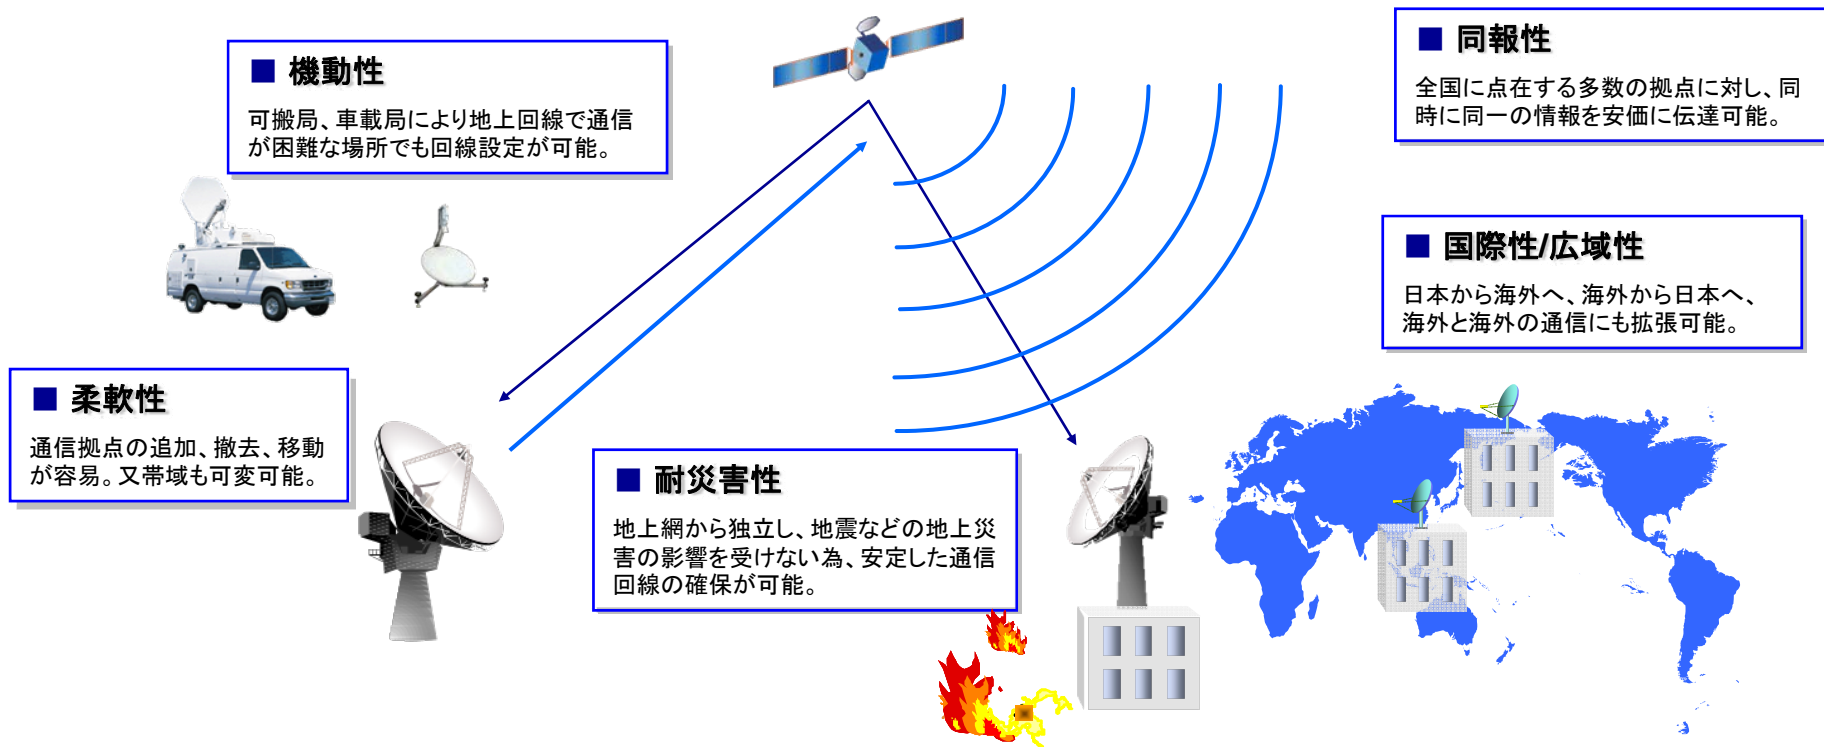 ■ 機動性
可搬局、車載局により地上回線で通信
が困難な場所でも回線設定が可能。
■ 同報性
全国に点在する多数の拠点に対し、同
時に同一の情報を安価に伝達可能。
■ 国際性/広域性
日本から海外へ、海外から日本へ、
海外と海外の通信にも拡張可能。
■ 柔軟性
通信拠点の追加、撤去、移動
が容易。又帯域も可変可能。
■ 耐災害性
地上網から独立し、地震などの地上災
害の影響を受けない為、安定した通信
回線の確保が可能。